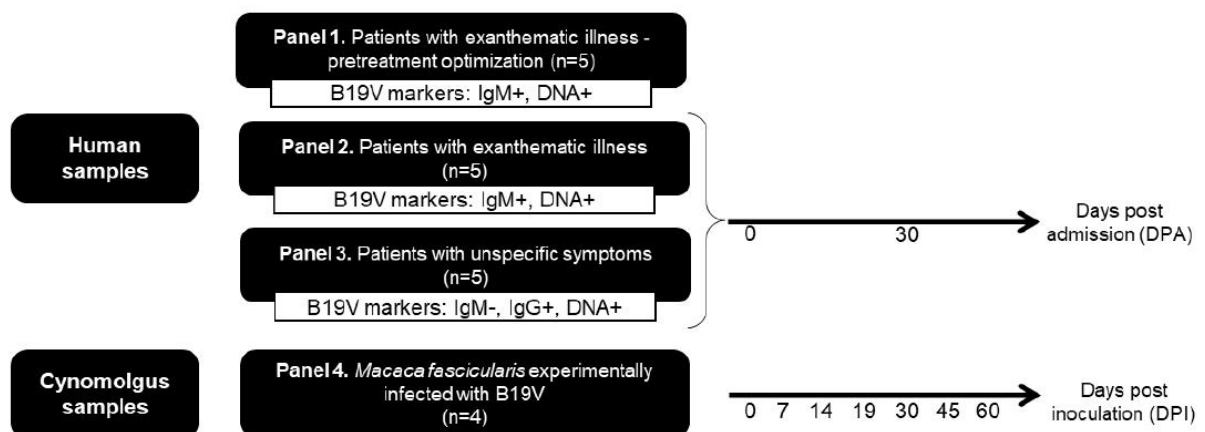 Panel 1. Patients with exanthematic illness -
pretreatment optimization (n=5)
B19V markers: IgM+, DNA+
Human
samples
Panel 2. Patients with exanthematic illness
(n=5)
B19V markers: IgM+, DNA+
Panel 3. Patients with unspecific symptoms
(n=5)
B19V markers: IgM-, IgG+, DNA+
0 30
Days post
admission (DPA)
Cynomolgus
samples
Panel 4. Macaca fascicularis experimentally
infected with B19V
(n=4)
0 7 14 19 30 45 60
Days post
inoculation (DPI)